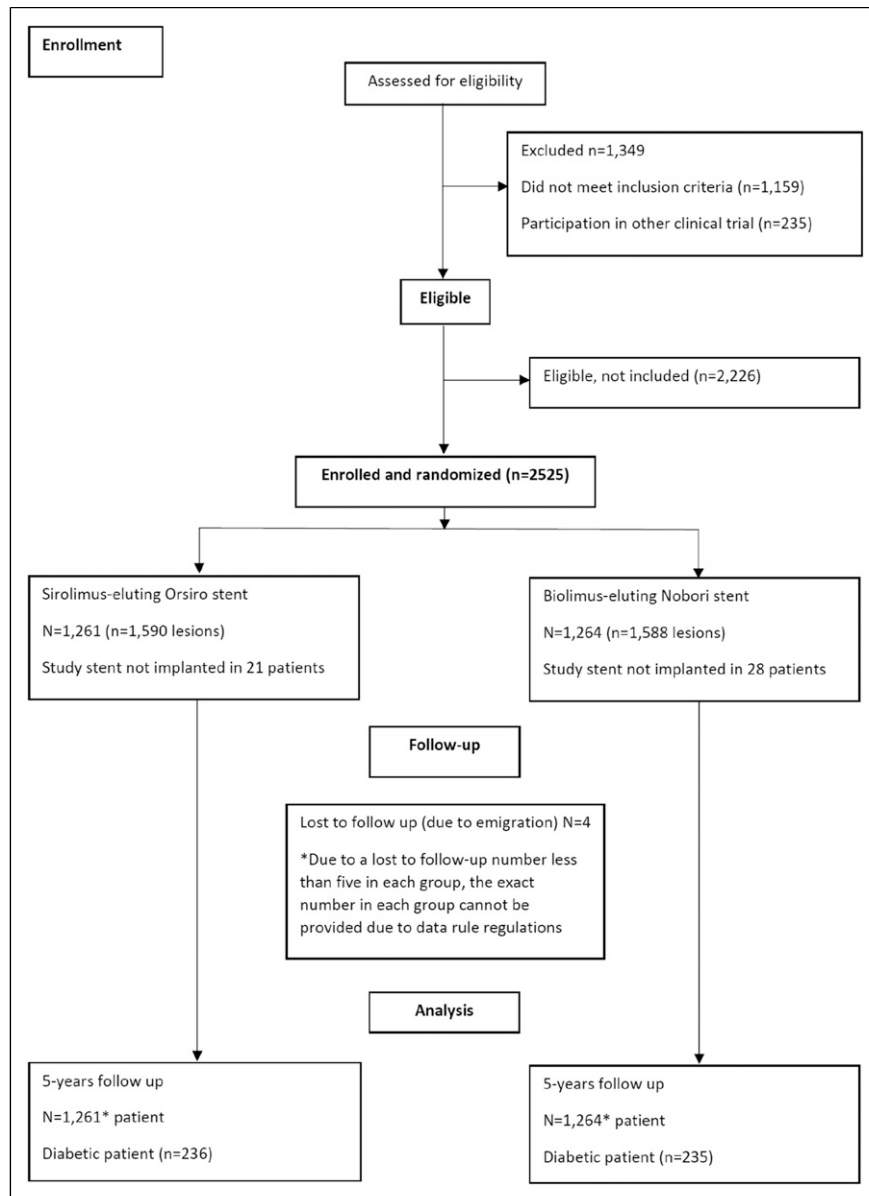 Enrollment
Assessed for eligibility
Excluded n=1,349
Did not meet inclusion criteria (n=1,159)
Participation in other clinical trial (n=235)
Eligible
Eligible, not included (n=2,226)
Enrolled and randomized (n=2525)
Sirolimus-eluting Orsiro stent
N=1,261 (n=1,590 lesions)
Study stent not implanted in 21 patients
Biolimus-eluting Nobori stent
N=1,264 (n=1,588 lesions)
Study stent not implanted in 28 patients
Follow-up
Lost to follow up (due to emigration) N=4
*Due to a lost to follow-up number less
than five in each group, the exact
number in each group cannot be
provided due to data rule regulations
Analysis
5-years follow up
N=1,261* patient
Diabetic patient (n=236)
5-years follow up
N=1,264* patient
Diabetic patient (n=235)